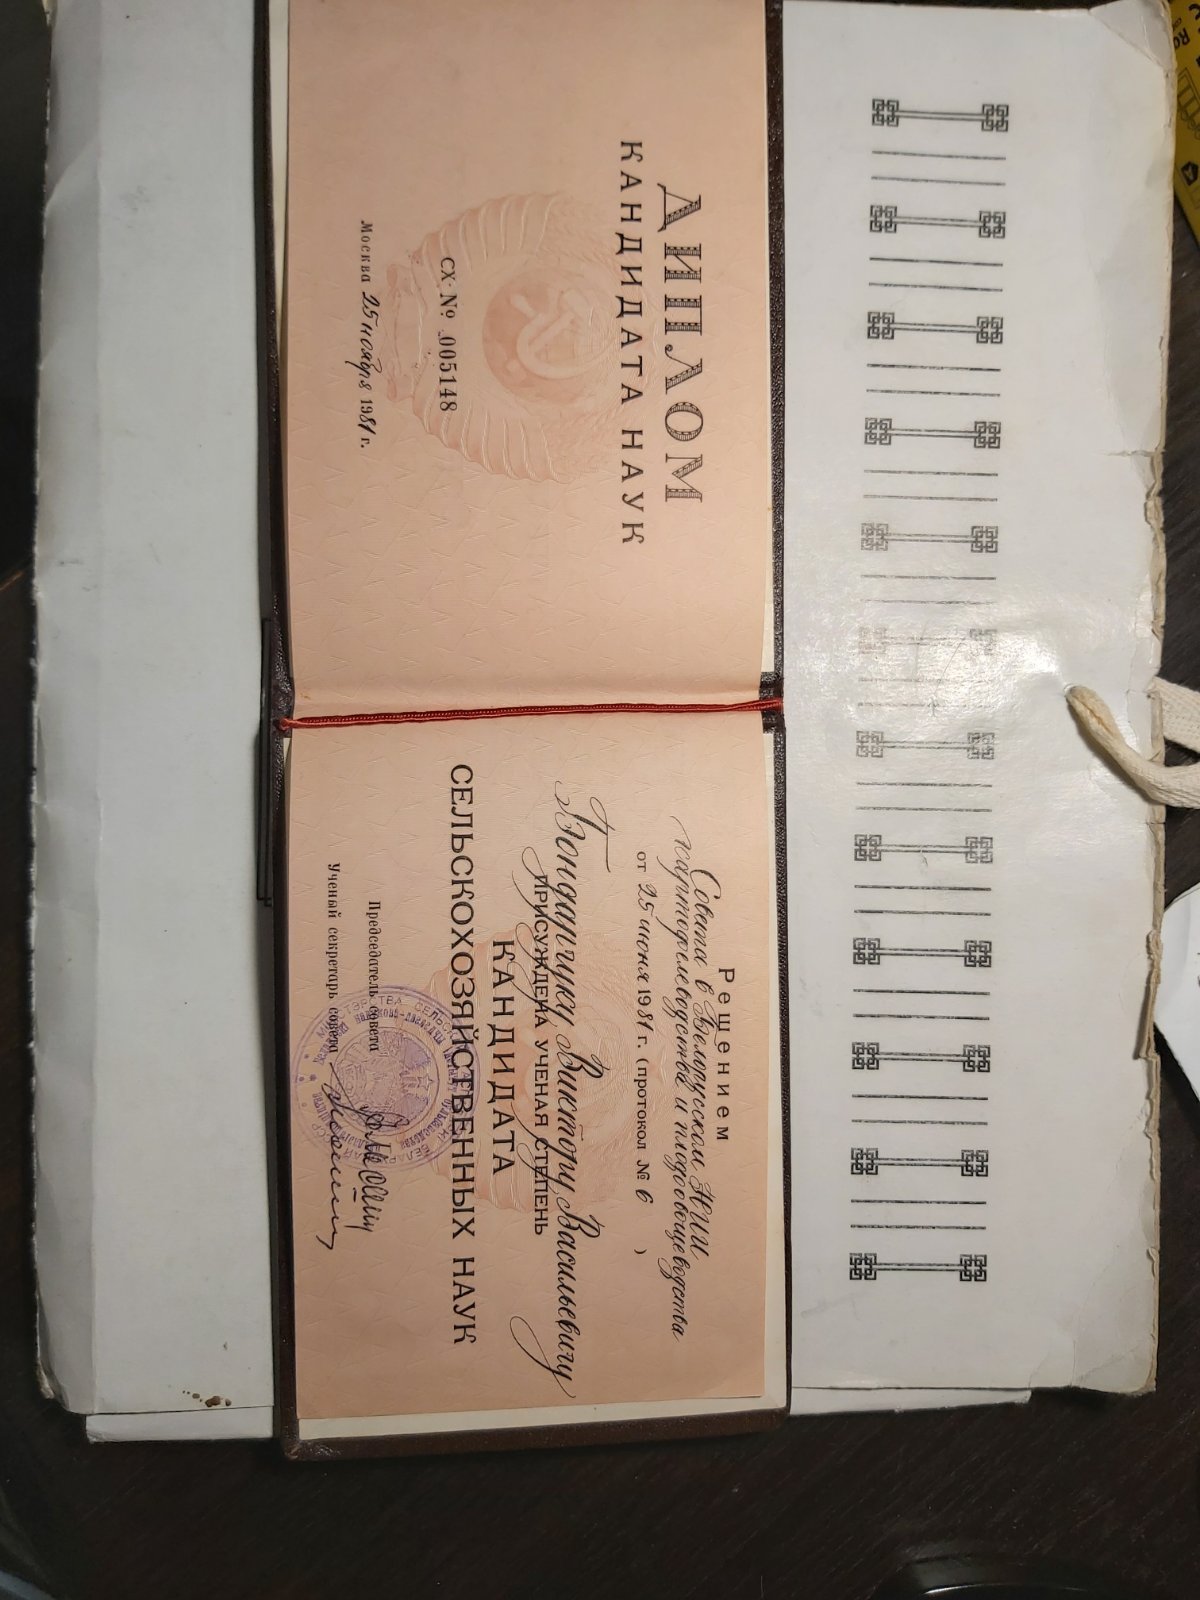 ДИПЛОМ
КАНДИДАТА НАУК
СХ № 005148
Москва 25 ноября 1981 г.
Решением
Совета в Белорусском НИИ
картофелеводства и плодоовощеводства
от 25 июня 1981 г. (протокол № 6 )
Бондарчуку Виктору Васильевичу
ПРИСУЖДЕНА УЧЕНАЯ СТЕПЕНЬ
КАНДИДАТА
СЕЛЬСКОХОЗЯЙСТВЕННЫХ НАУК
Председатель совета
Ученый секретарь совета